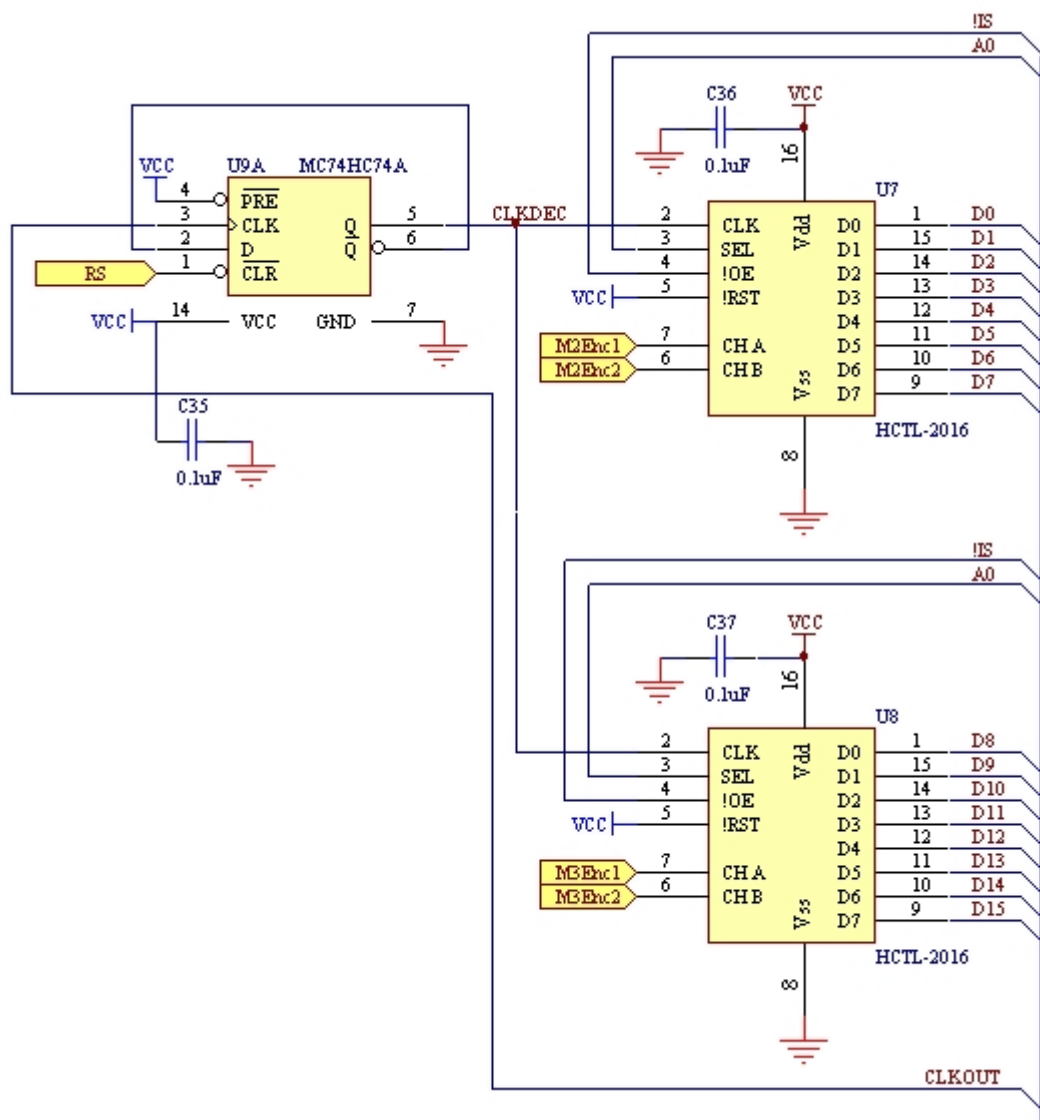 !IS
A0
C36
VCC
0.1uF
16
VCC
U9A
MC74HC74A
4
PRE
3
CLK
Q
5
CLKDEC
2
D
Q
6
RS
1
CLR
VCC
14
VCC
GND
7
C35
0.1uF
U7
2
CLK
Vdd
D0
1
D0
3
SEL
D1
15
D1
4
!OE
D2
14
D2
VCC
5
!RST
D3
13
D3
D4
12
D4
M2Enc1
7
CHA
D5
11
D5
M2Enc2
6
CHB
D6
10
D6
Vss
D7
9
D7
HCTL-2016
8
!IS
A0
C37
VCC
0.1uF
16
U8
2
CLK
Vdd
D0
1
D8
3
SEL
D1
15
D9
4
!OE
D2
14
D10
VCC
5
!RST
D3
13
D11
D4
12
D12
M3Enc1
7
CHA
D5
11
D13
M3Enc2
6
CHB
D6
10
D14
Vss
D7
9
D15
HCTL-2016
8
CLKOUT